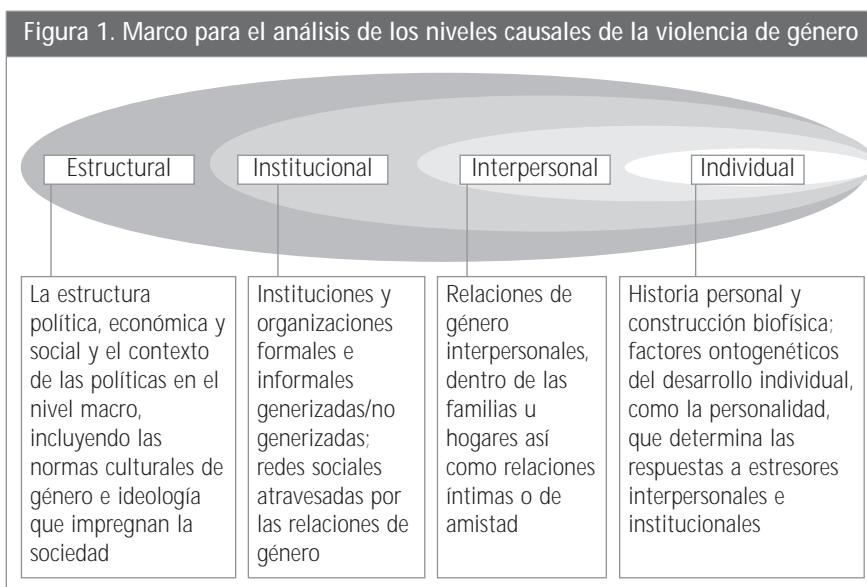 Figura 1. Marco para el análisis de los niveles causales de la violencia de género
Estructural
Institucional
Interpersonal
Individual
La estructura
política, económica y
social y el contexto
de las políticas en el
nivel macro,
incluyendo las
normas culturales de
género e ideología
que impregnan la
sociedad
Instituciones y
organizaciones
formales e
informales
generizadas/no
generizadas;
redes sociales
atravesadas por
las relaciones de
género
Relaciones de
género
interpersonales,
dentro de las
familias u
hogares así
como relaciones
íntimas o de
amistad
Historia personal y
construcción biofísica;
factores ontogenéticos
del desarrollo individual,
como la personalidad,
que determina las
respuestas a estresores
interpersonales e
institucionales